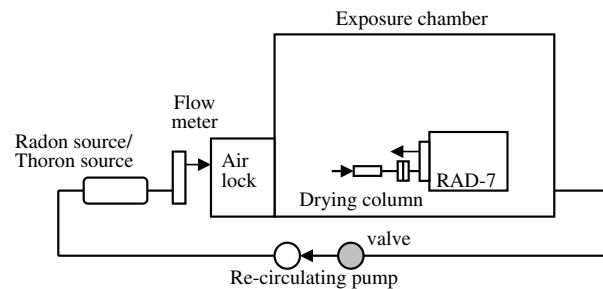 Exposure chamber
Flow
meter
Radon source/
Thoron source
Air
lock
RAD-7
Drying column
valve
Re-circulating pump